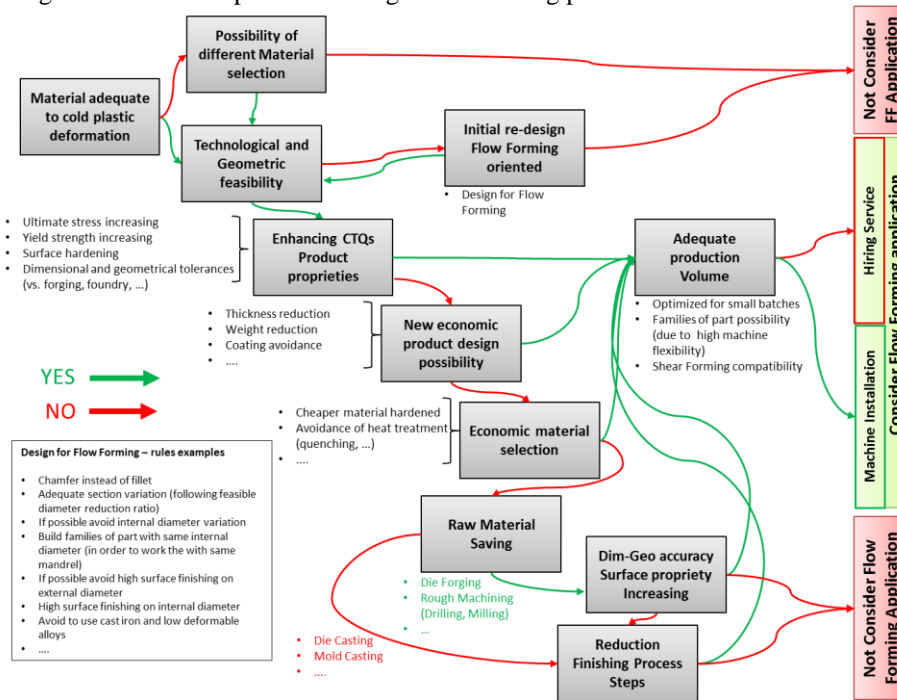 Possibility
of different Material
selection
Material adequate
to cold plastic
deformation
Technological and
Geometric
feasibility
Initial re-design
Flow Forming
oriented
• Design for Flow
Forming
Not Consider
FF Application
• Ultimate stress increasing
• Yield strength increasing
• Surface hardening
• Dimensional and geometrical tolerances
(vs. forging, foundry, …)
Enhancing CTQs
Product
proprieties
Adequate
production
Volume
• Optimized for small batches
• Families of part possibility
(due to high machine
flexibility)
• Shear Forming compatibility
Hiring Service
Machine Installation
Consider Flow Forming application
• Thickness reduction
• Weight reduction
• Coating avoidance
• ….
New economic
product design
possibility
YES
NO
• Cheaper material hardened
• Avoidance of heat treatment
(quenching, …)
• ….
Economic material
selection
Design for Flow Forming – rules examples
• Chamfer instead of fillet
• Adequate section variation (following feasible
diameter reduction ratio)
• If possible avoid internal diameter variation
• Build families of part with same internal
diameter (in order to work the with same
mandrel)
• If possible avoid high surface finishing on
external diameter
• High surface finishing on internal diameter
• Avoid to use cast iron and low deformable
alloys
• ….
Raw Material
Saving
• Die Forging
• Rough Machining
(Drilling, Milling)
• …
Dim-Geo accuracy
Surface propriety
Increasing
• Die Casting
• Mold Casting
• ….
Reduction
Finishing Process
Steps
Not Consider Flow
Forming Application